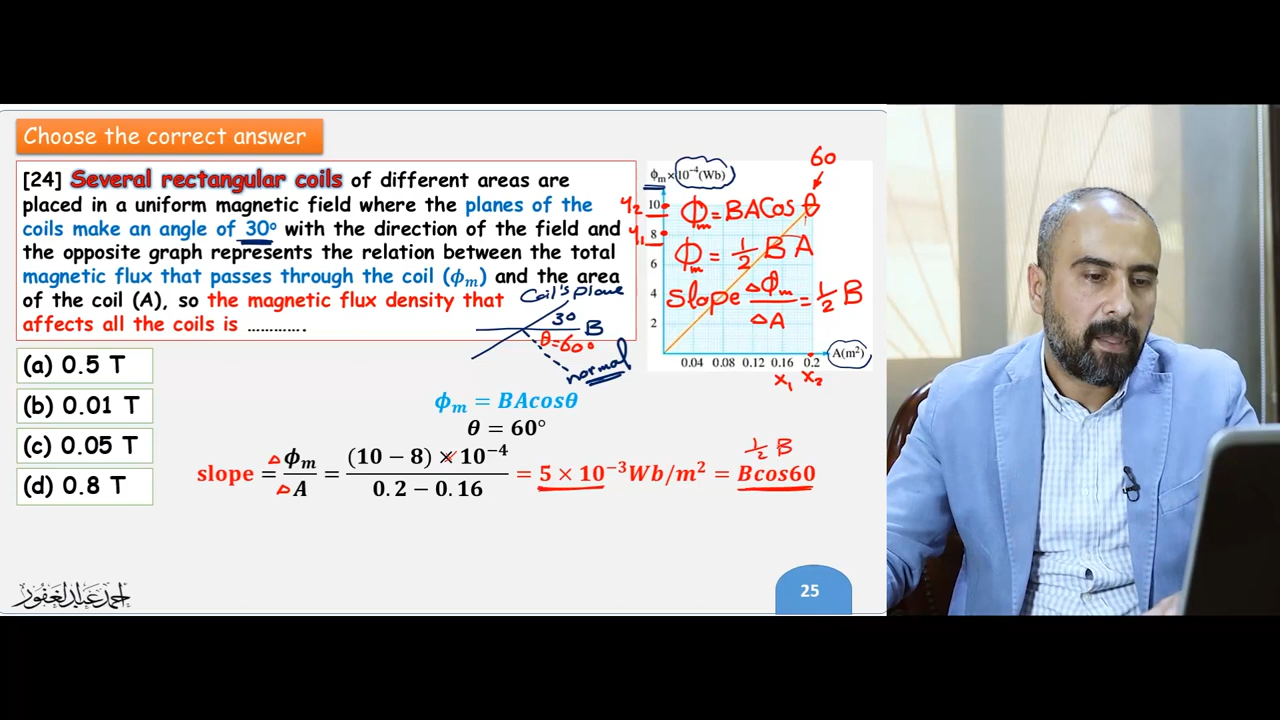 Choose the correct answer
[24] Several rectangular coils of different areas are
placed in a uniform magnetic field where the planes of the
coils make an angle of 30° with the direction of the field and
the opposite graph represents the relation between the total
magnetic flux that passes through the coil (ϕm) and the area
of the coil (A), so the magnetic flux density that
affects all the coils is ………….
Coil's plane
30
B
θ=60°
normal
60
ϕm×10⁻⁴(Wb)
y₂ 10
ϕm = BA Cos θ
y₁ 8
ϕm = ½ B A
6
4
slope Δϕm/ΔA = ½ B
2
0.04 0.08 0.12 0.16 0.2 A(m²)
x₁ x₂
(a) 0.5 T
(b) 0.01 T
(c) 0.05 T
(d) 0.8 T
ϕm = BAcosθ
θ = 60°
½ B
slope = Δϕm/ΔA = (10 − 8) × 10⁻⁴/0.2 − 0.16 = 5 × 10⁻³Wb/m² = Bcos60
احمد عبد الغفور
25